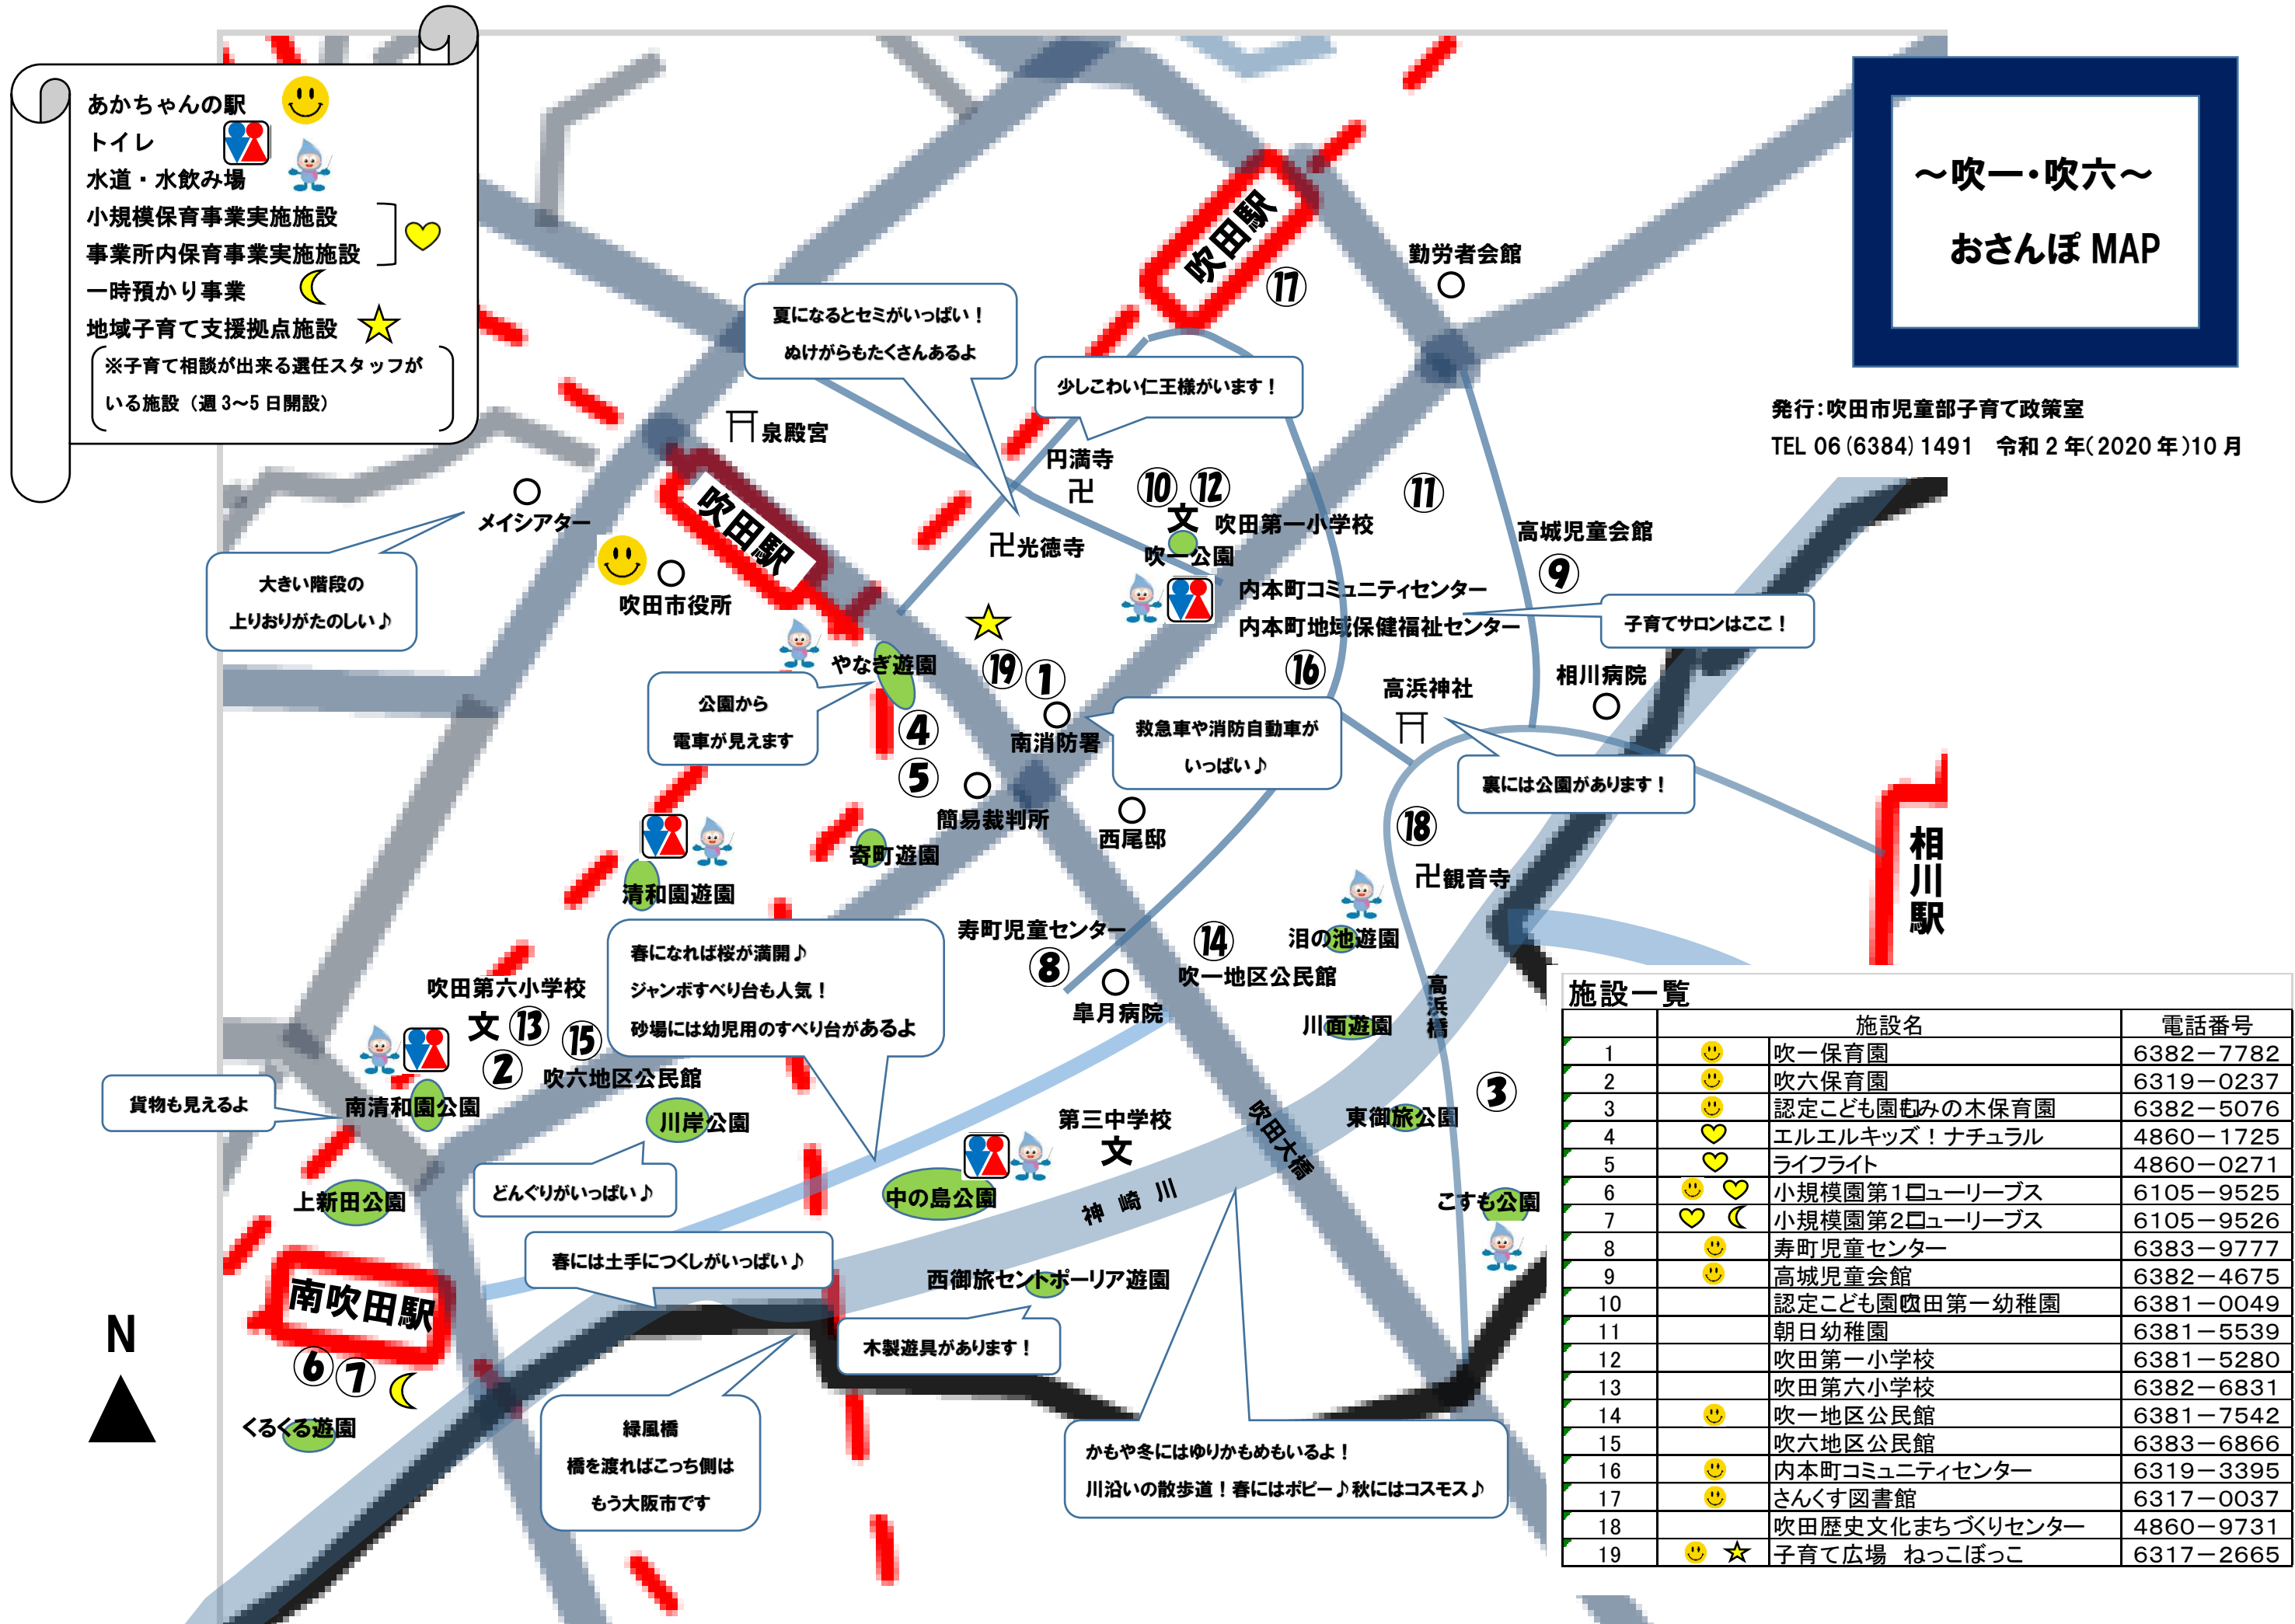 あかちゃんの駅
トイレ
水道・水飲み場
小規模保育事業実施施設
事業所内保育事業実施施設
一時預かり事業
地域子育て支援拠点施設
※子育て相談が出来る選任スタッフが
いる施設（週3～5日開設）
～吹一・吹六～
おさんぽMAP
発行：吹田市児童部子育て政策室
TEL 06(6384)1491　令和2年(2020年)10月
吹田駅
⑰
勤労者会館
夏になるとセミがいっぱい！
ぬけがらもたくさんあるよ
少しこわい仁王様がいます！
泉殿宮
円満寺
卍
⑩ ⑫
⑪
メイシアター
吹田駅
文
吹田第一小学校
高城児童会館
卍光徳寺
吹一公園
⑨
大きい階段の
上りおりがたのしい♪
吹田市役所
内本町コミュニティセンター
内本町地域保健福祉センター
子育てサロンはここ！
やなぎ遊園
⑲ ①
⑯
相川病院
高浜神社
公園から
電車が見えます
④
⑤
南消防署
救急車や消防自動車が
いっぱい♪
裏には公園があります！
簡易裁判所
西尾邸
⑱
相川駅
寄町遊園
清和園遊園
卍観音寺
春になれば桜が満開♪
ジャンボすべり台も人気！
砂場には幼児用のすべり台があるよ
寿町児童センター
⑧
⑭
泪の池遊園
吹一地区公民館
高浜橋
皐月病院
川面遊園
吹田第六小学校
文 ⑬
⑮
②
吹六地区公民館
貨物も見えるよ
南清和園公園
川岸公園
第三中学校
文
吹田大橋
東御旅公園
③
どんぐりがいっぱい♪
上新田公園
中の島公園
神崎川
こすも公園
春には土手につくしがいっぱい♪
西御旅セントポーリア遊園
南吹田駅
木製遊具があります！
N
⑥⑦
くるくる遊園
緑風橋
橋を渡ればこっち側は
もう大阪市です
かもや冬にはゆりかもめもいるよ！
川沿いの散歩道！春にはポピー♪秋にはコスモス♪
施設一覧
施設名 電話番号
1 吹一保育園 6382－7782
2 吹六保育園 6319－0237
3 認定こども園もみの木保育園 6382－5076
4 エルエルキッズ！ナチュラル 4860－1725
5 ライフライト 4860－0271
6 小規模園第1ニューリーブス 6105－9525
7 小規模園第2ニューリーブス 6105－9526
8 寿町児童センター 6383－9777
9 高城児童会館 6382－4675
10 認定こども園吹田第一幼稚園 6381－0049
11 朝日幼稚園 6381－5539
12 吹田第一小学校 6381－5280
13 吹田第六小学校 6382－6831
14 吹一地区公民館 6381－7542
15 吹六地区公民館 6383－6866
16 内本町コミュニティセンター 6319－3395
17 さんくす図書館 6317－0037
18 吹田歴史文化まちづくりセンター 4860－9731
19 子育て広場　ねっこぼっこ 6317－2665